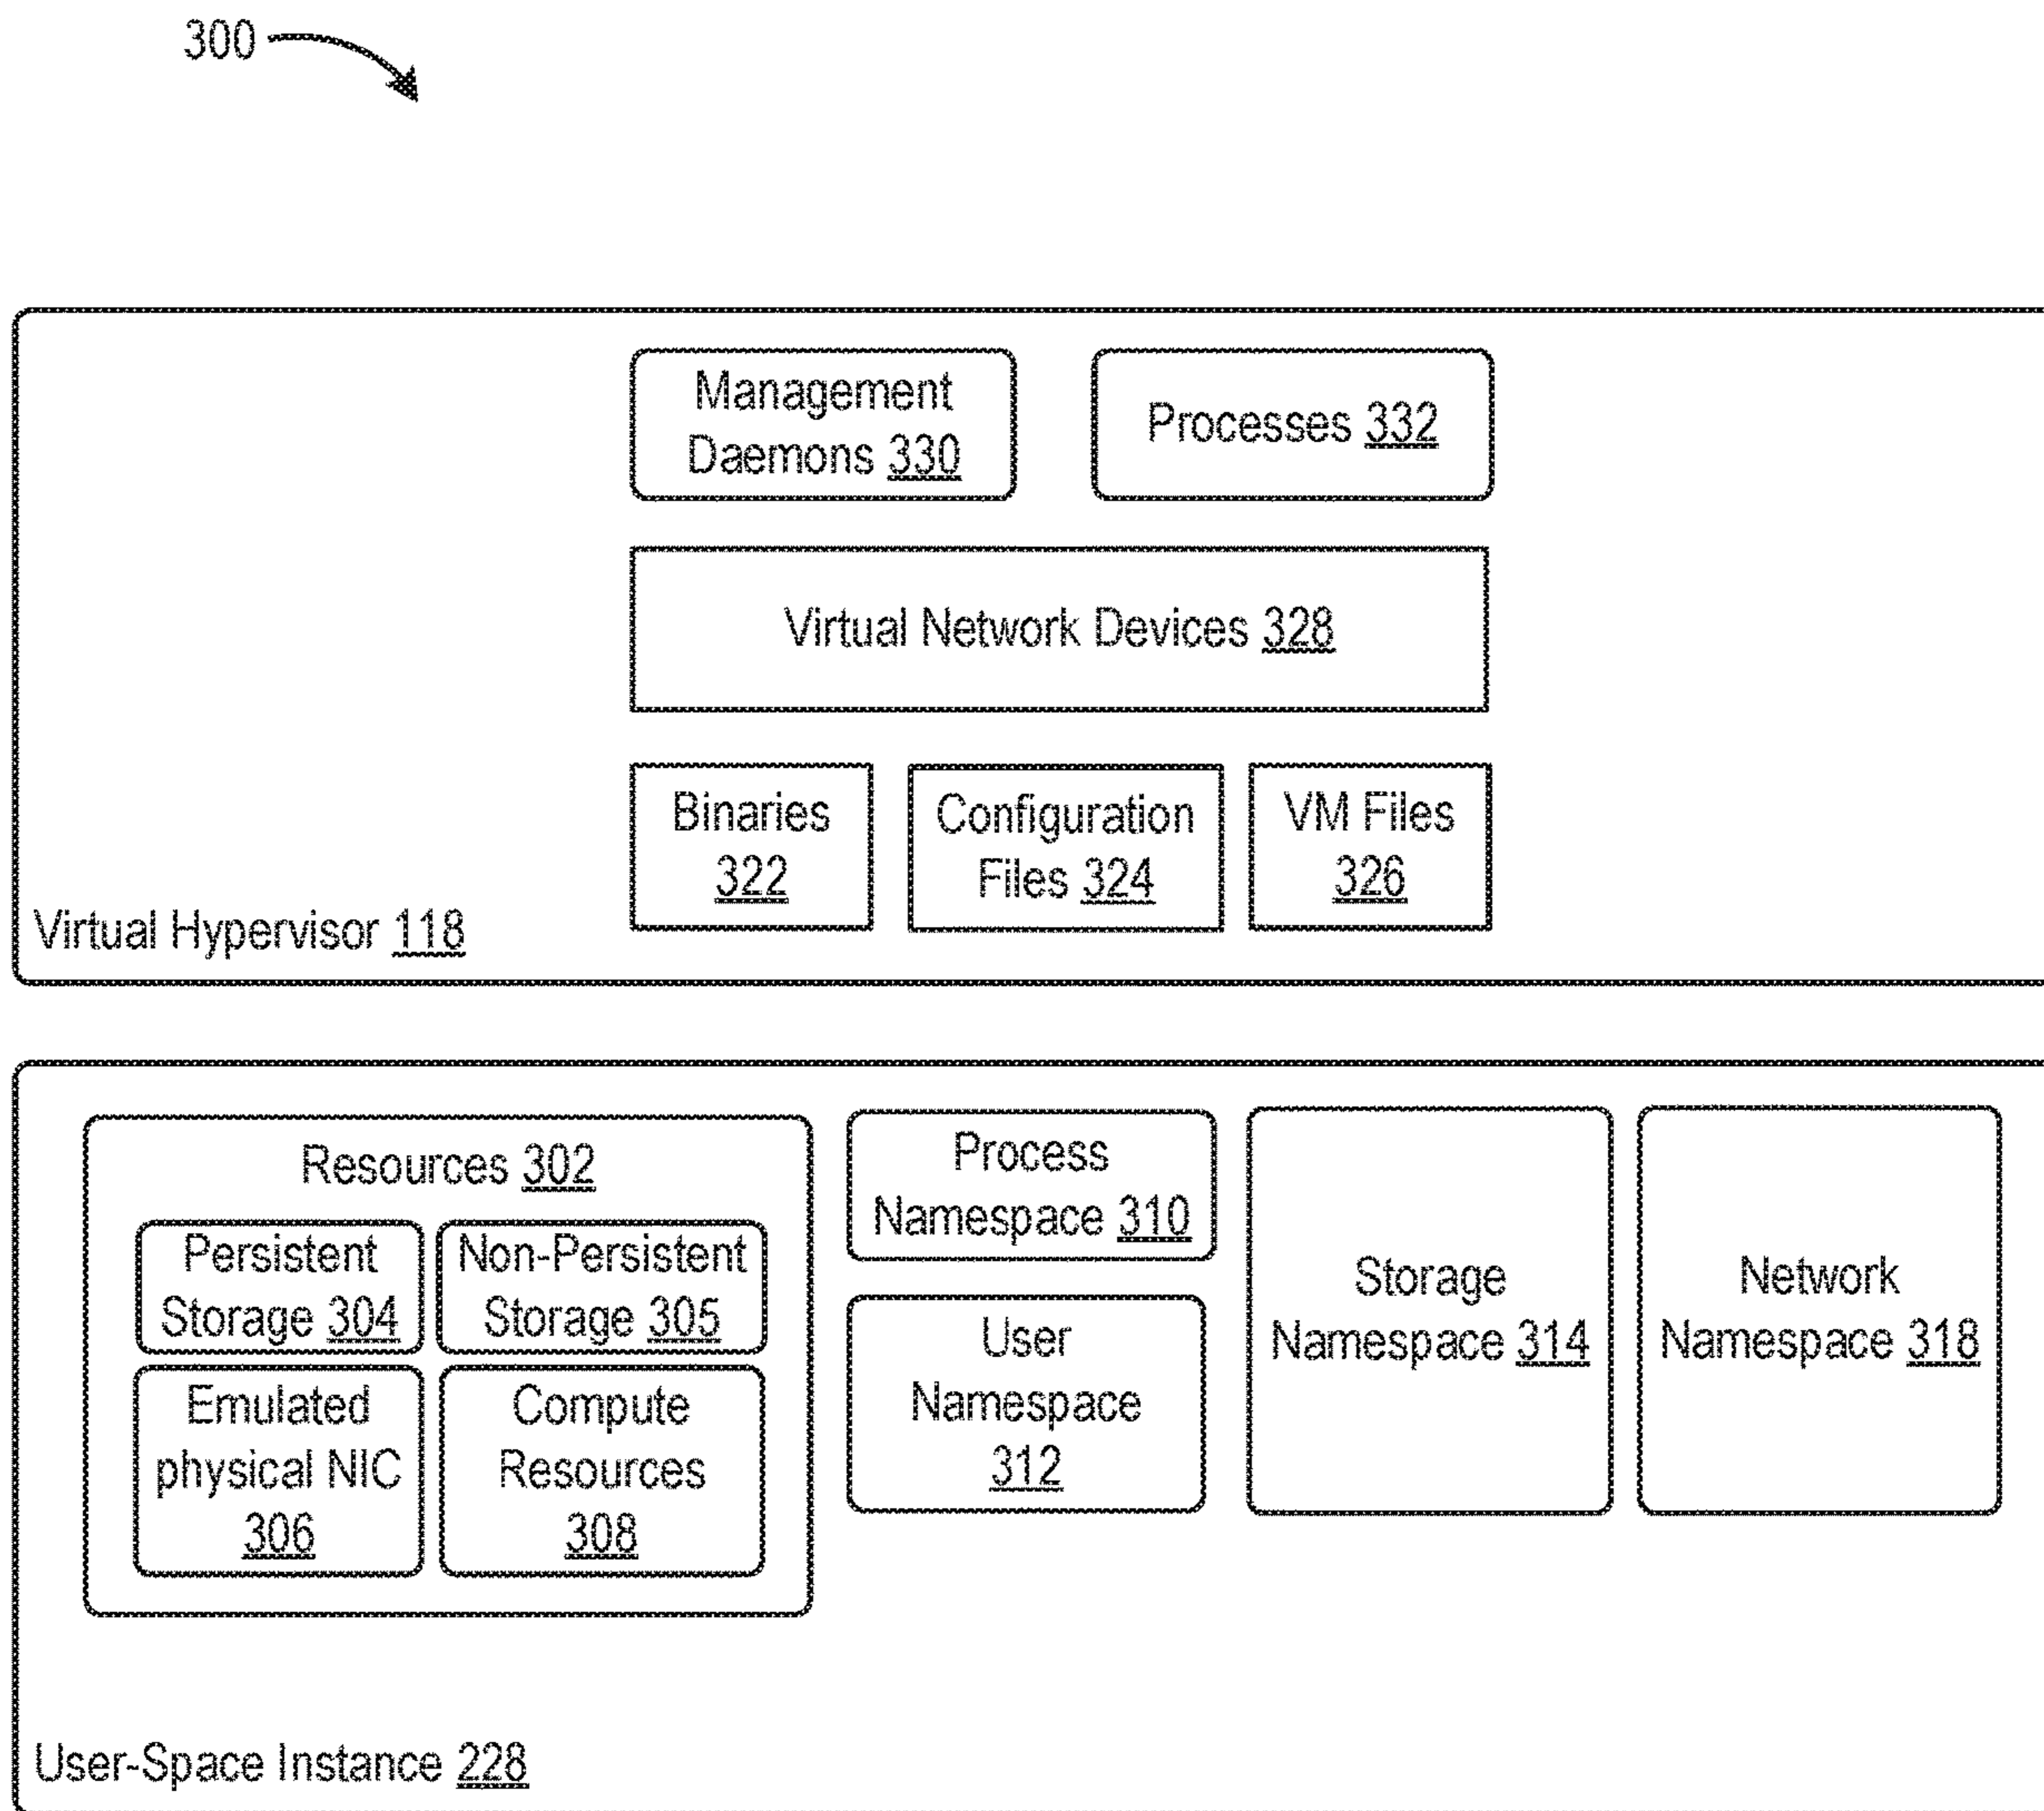 300
Management
Daemons 330
Processes 332
Virtual Network Devices 328
Binaries
322
Configuration
Files 324
VM Files
326
Virtual Hypervisor 118
Resources 302
Persistent
Storage 304
Non-Persistent
Storage 305
Emulated
physical NIC
306
Compute
Resources
308
Process
Namespace 310
User
Namespace
312
Storage
Namespace 314
Network
Namespace 318
User-Space Instance 228